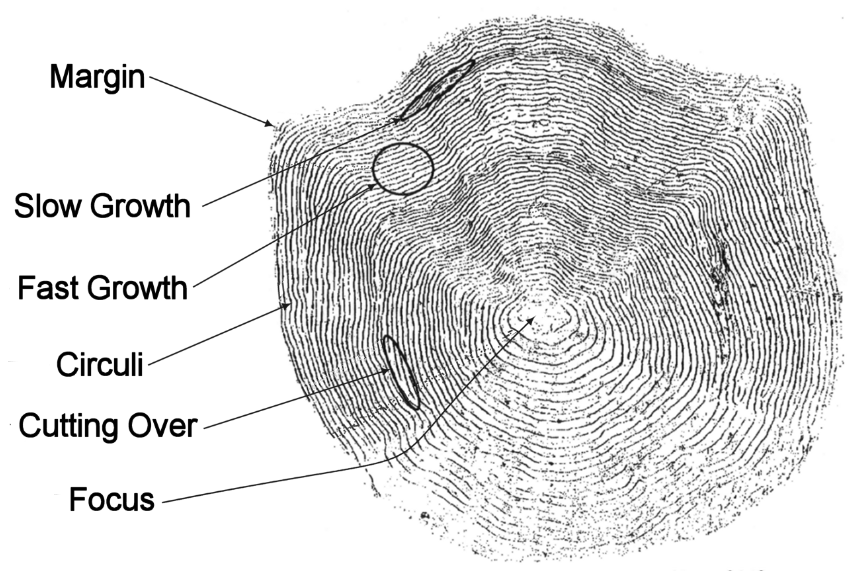 Margin
Slow Growth
Fast Growth
Circuli
Cutting Over
Focus